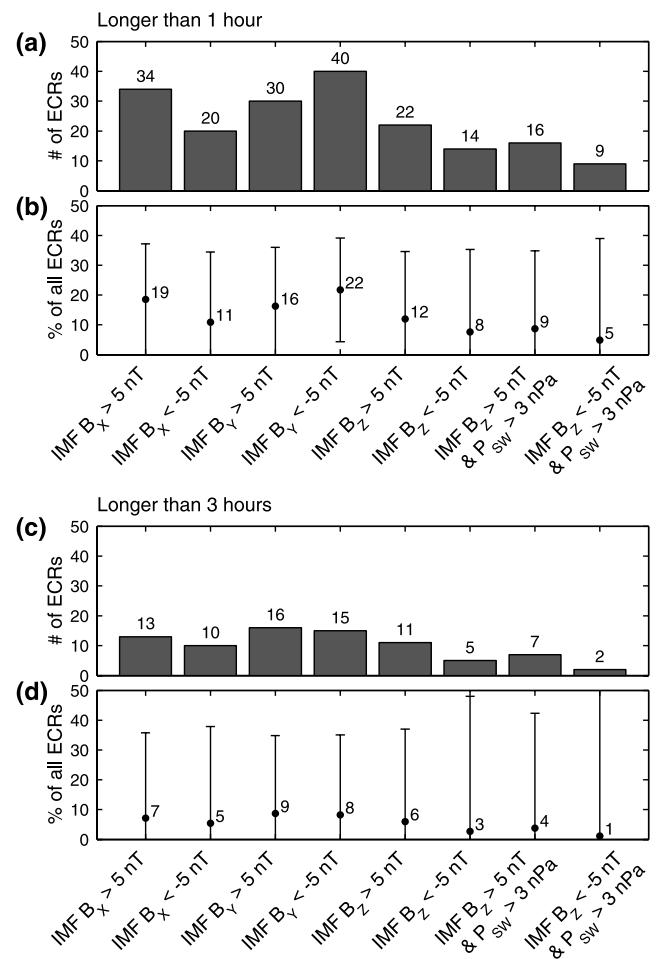 Longer than 1 hour
(a)
# of ECRs
50
40
30
20
10
0
34
20
30
40
22
14
16
9
(b)
% of all ECRs
50
40
30
20
10
0
19
11
16
22
12
8
9
5
IMF BX > 5 nT
IMF BX < -5 nT
IMF BY > 5 nT
IMF BY < -5 nT
IMF BZ > 5 nT
IMF BZ < -5 nT
IMF BZ > 5 nT
& PSW > 3 nPa
IMF BZ < -5 nT
& PSW > 3 nPa
Longer than 3 hours
(c)
# of ECRs
50
40
30
20
10
0
13
10
16
15
11
5
7
2
(d)
% of all ECRs
50
40
30
20
10
0
7
5
9
8
6
3
4
1
IMF BX > 5 nT
IMF BX < -5 nT
IMF BY > 5 nT
IMF BY < -5 nT
IMF BZ > 5 nT
IMF BZ < -5 nT
IMF BZ > 5 nT
& PSW > 3 nPa
IMF BZ < -5 nT
& PSW > 3 nPa